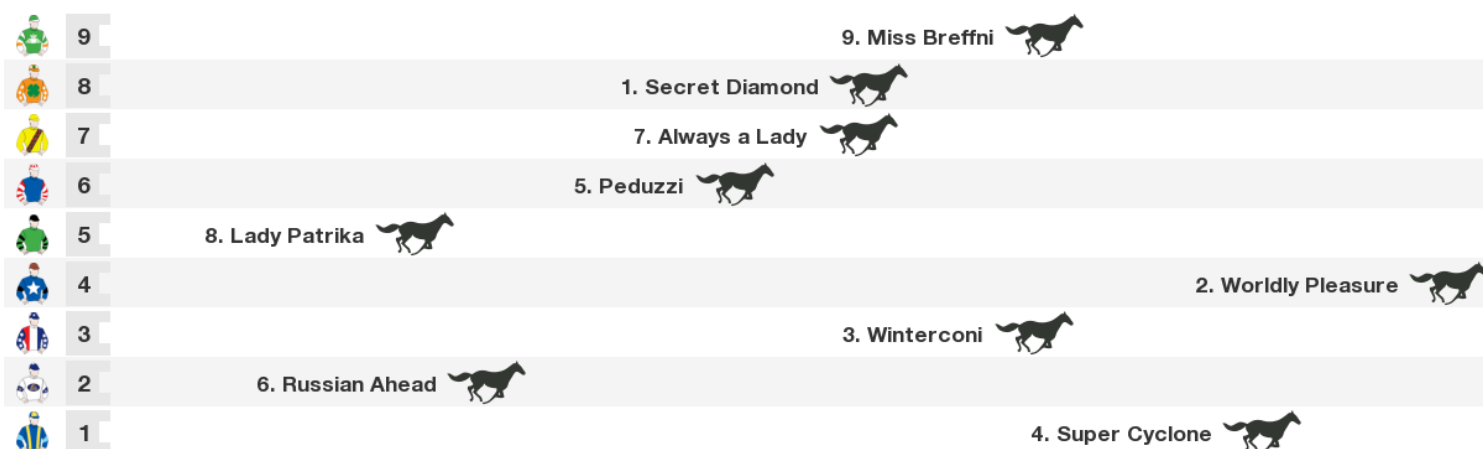 9 9. Miss Breffni
8 1. Secret Diamond
7 7. Always a Lady
6 5. Peduzzi
5 8. Lady Patrika
4 2. Worldly Pleasure
3 3. Winterconi
2 6. Russian Ahead
1 4. Super Cyclone